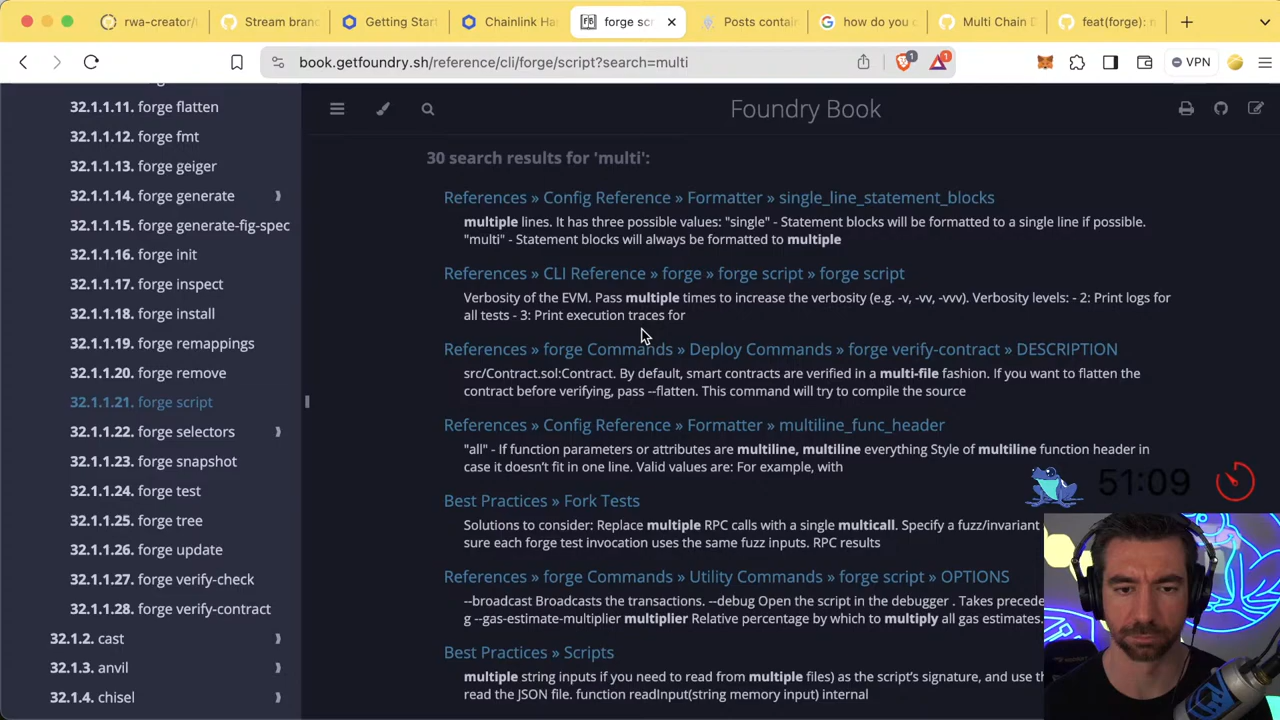 rwa-creator/
Stream bran
Getting Star
Chainlink Ha
forge scr
Posts contain
how do you c
Multi Chain D
feat(forge): m
book.getfoundry.sh/reference/cli/forge/script?search=multi
1
1
VPN
32.1.1.11. forge flatten
32.1.1.12. forge fmt
32.1.1.13. forge geiger
32.1.1.14. forge generate
32.1.1.15. forge generate-fig-spec
32.1.1.16. forge init
32.1.1.17. forge inspect
32.1.1.18. forge install
32.1.1.19. forge remappings
32.1.1.20. forge remove
32.1.1.21. forge script
32.1.1.22. forge selectors
32.1.1.23. forge snapshot
32.1.1.24. forge test
32.1.1.25. forge tree
32.1.1.26. forge update
32.1.1.27. forge verify-check
32.1.1.28. forge verify-contract
32.1.2. cast
32.1.3. anvil
32.1.4. chisel
Foundry Book
30 search results for 'multi':
References » Config Reference » Formatter » single_line_statement_blocks
multiple lines. It has three possible values: "single" - Statement blocks will be formatted to a single line if possible.
"multi" - Statement blocks will always be formatted to multiple
References » CLI Reference » forge » forge script » forge script
Verbosity of the EVM. Pass multiple times to increase the verbosity (e.g. -v, -vv, -vvv). Verbosity levels: - 2: Print logs for
all tests - 3: Print execution traces for
References » forge Commands » Deploy Commands » forge verify-contract » DESCRIPTION
src/Contract.sol:Contract. By default, smart contracts are verified in a multi-file fashion. If you want to flatten the
contract before verifying, pass --flatten. This command will try to compile the source
References » Config Reference » Formatter » multiline_func_header
"all" - If function parameters or attributes are multiline, multiline everything Style of multiline function header in
case it doesn't fit in one line. Valid values are: For example, with
Best Practices » Fork Tests
Solutions to consider: Replace multiple RPC calls with a single multicall. Specify a fuzz/invariant
sure each forge test invocation uses the same fuzz inputs. RPC results
References » forge Commands » Utility Commands » forge script » OPTIONS
--broadcast Broadcasts the transactions. --debug Open the script in the debugger . Takes precede
g --gas-estimate-multiplier multiplier Relative percentage by which to multiply all gas estimates.
Best Practices » Scripts
multiple string inputs if you need to read from multiple files) as the script's signature, and use th
read the JSON file. function readInput(string memory input) internal
51:09